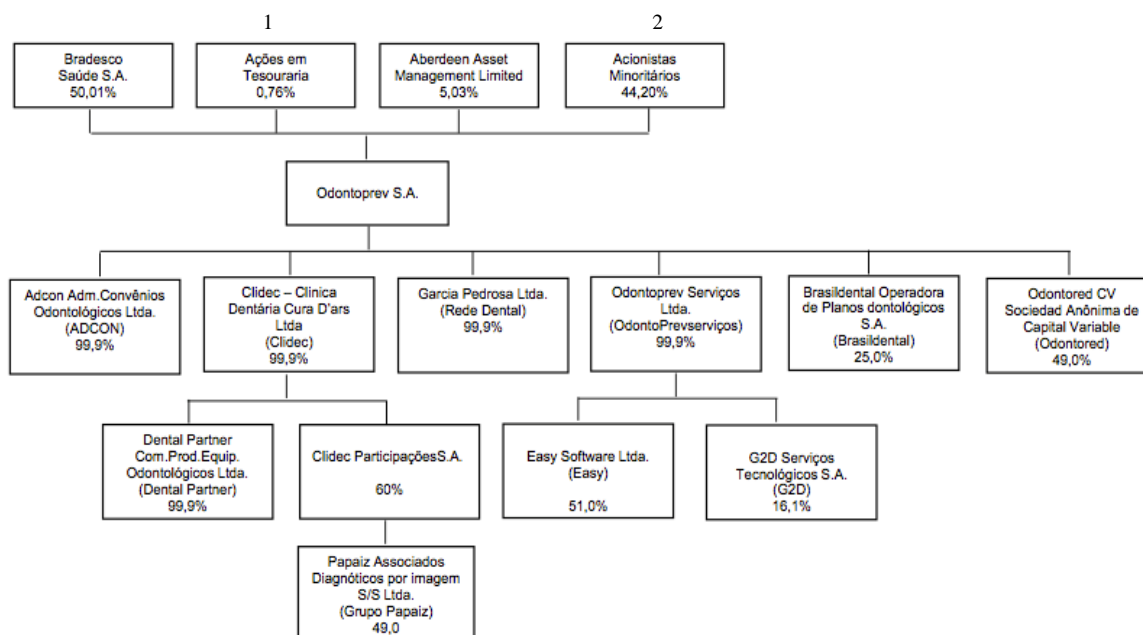 1
2
Bradesco
Saúde S.A.
50,01%
Ações em
Tesouraria
0,76%
Aberdeen Asset
Management Limited
5,03%
Acionistas
Minoritários
44,20%
Odontoprev S.A.
Adcon Adm.Convênios
Odontológicos Ltda.
(ADCON)
99,9%
Clidec – Clínica
Dentária Cura D'ars
Ltda
(Clidec)
99,9%
Garcia Pedrosa Ltda.
(Rede Dental)
99,9%
Odontoprev Serviços
Ltda.
(OdontoPrevserviços)
99,9%
Brasildental Operadora
de Planos dontológicos
S.A.
(Brasildental)
25,0%
Odontored CV
Sociedad Anônima de
Capital Variable
(Odontored)
49,0%
Dental Partner
Com.Prod.Equip.
Odontológicos Ltda.
(Dental Partner)
99,9%
Clidec ParticipaçõesS.A.
60%
Easy Software Ltda.
(Easy)
51,0%
G2D Serviços
Tecnológicos S.A.
(G2D)
16,1%
Papaiz Associados
Diagnóticos por imagem
S/S Ltda.
(Grupo Papaiz)
49,0